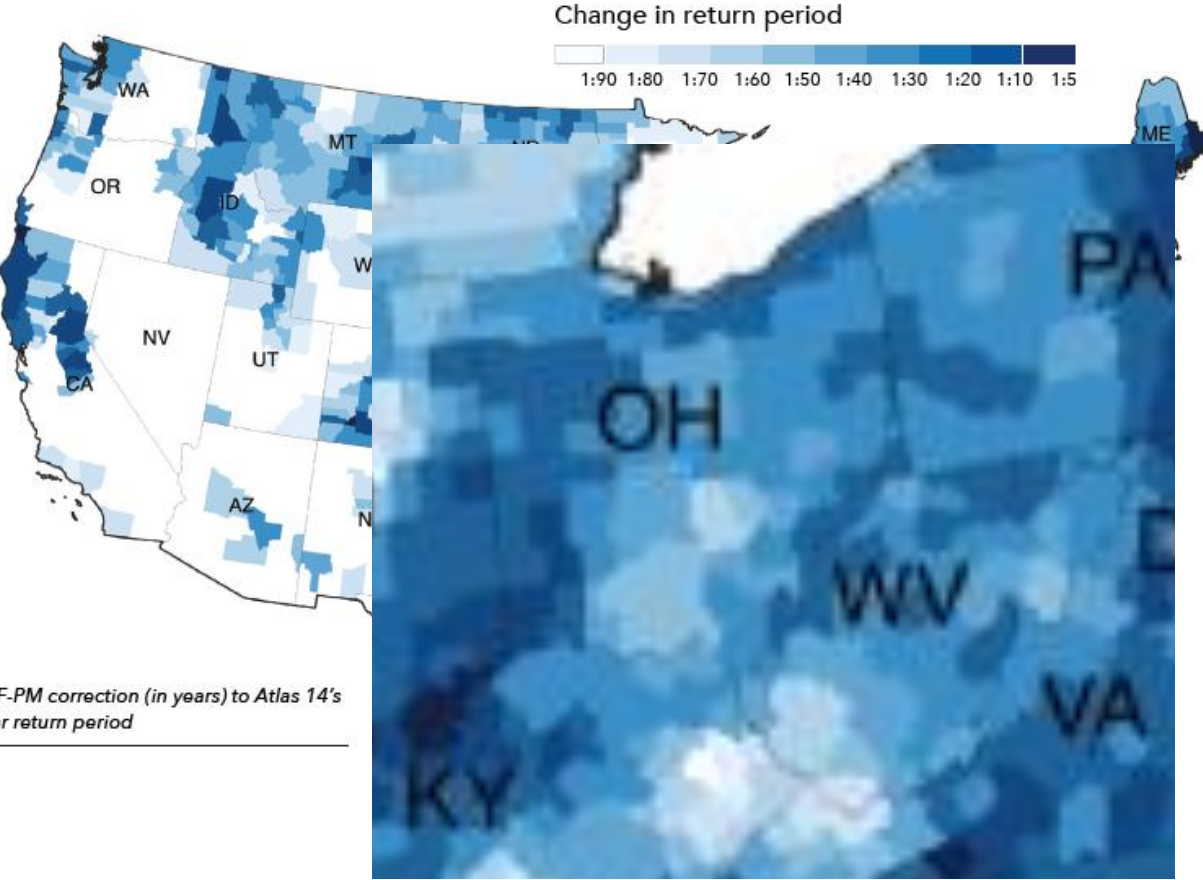 Change in return period
1:90 1:80 1:70 1:60 1:50 1:40 1:30 1:20 1:10 1:5
WA
MT
ME
OR
ID
W
PA
NV
UT
CA
OH
AZ
N
D
WV
F-PM correction (in years) to Atlas 14's
r return period
VA
KY